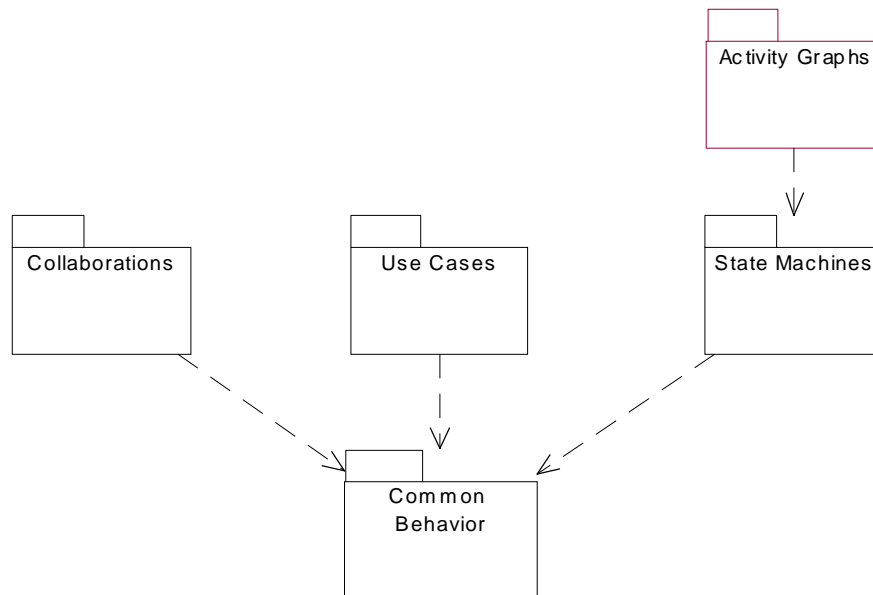 Activity Graphs
Collaborations
Use Cases
State Machines
Common
Behavior